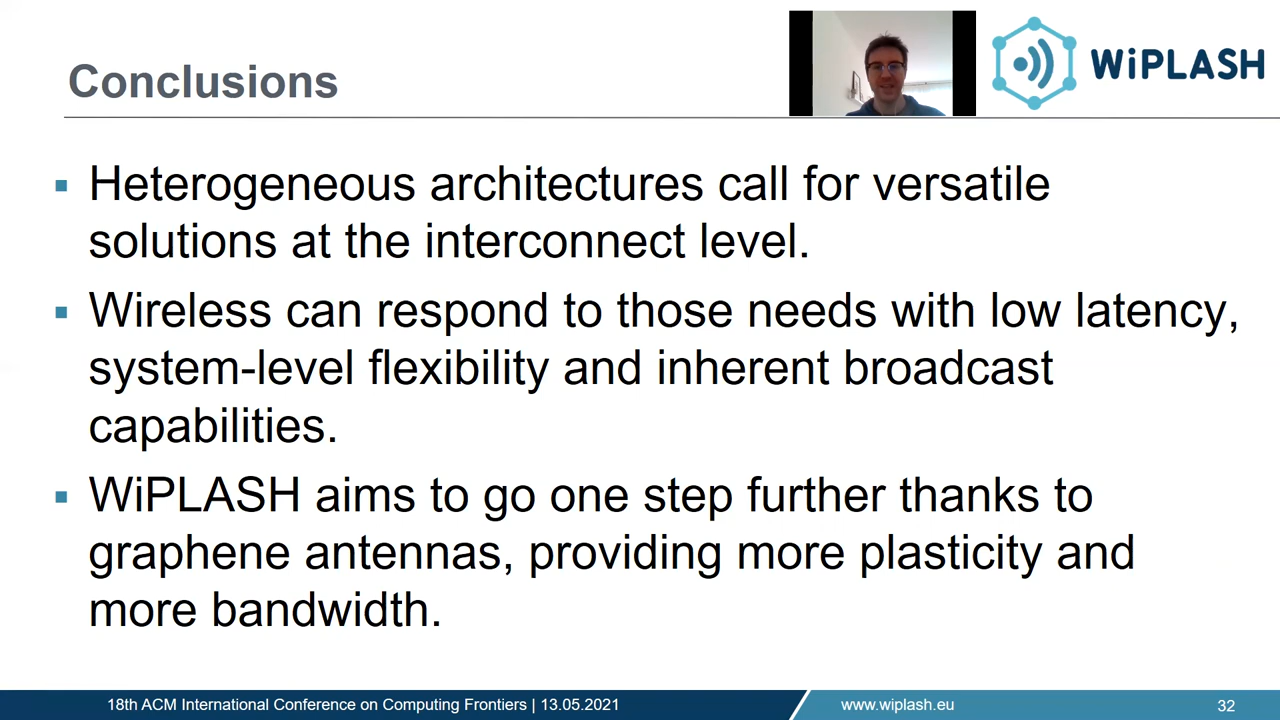 Conclusions
WiPLASH
▪ Heterogeneous architectures call for versatile
solutions at the interconnect level.
▪ Wireless can respond to those needs with low latency,
system-level flexibility and inherent broadcast
capabilities.
▪ WiPLASH aims to go one step further thanks to
graphene antennas, providing more plasticity and
more bandwidth.
18th ACM International Conference on Computing Frontiers | 13.05.2021
www.wiplash.eu
32